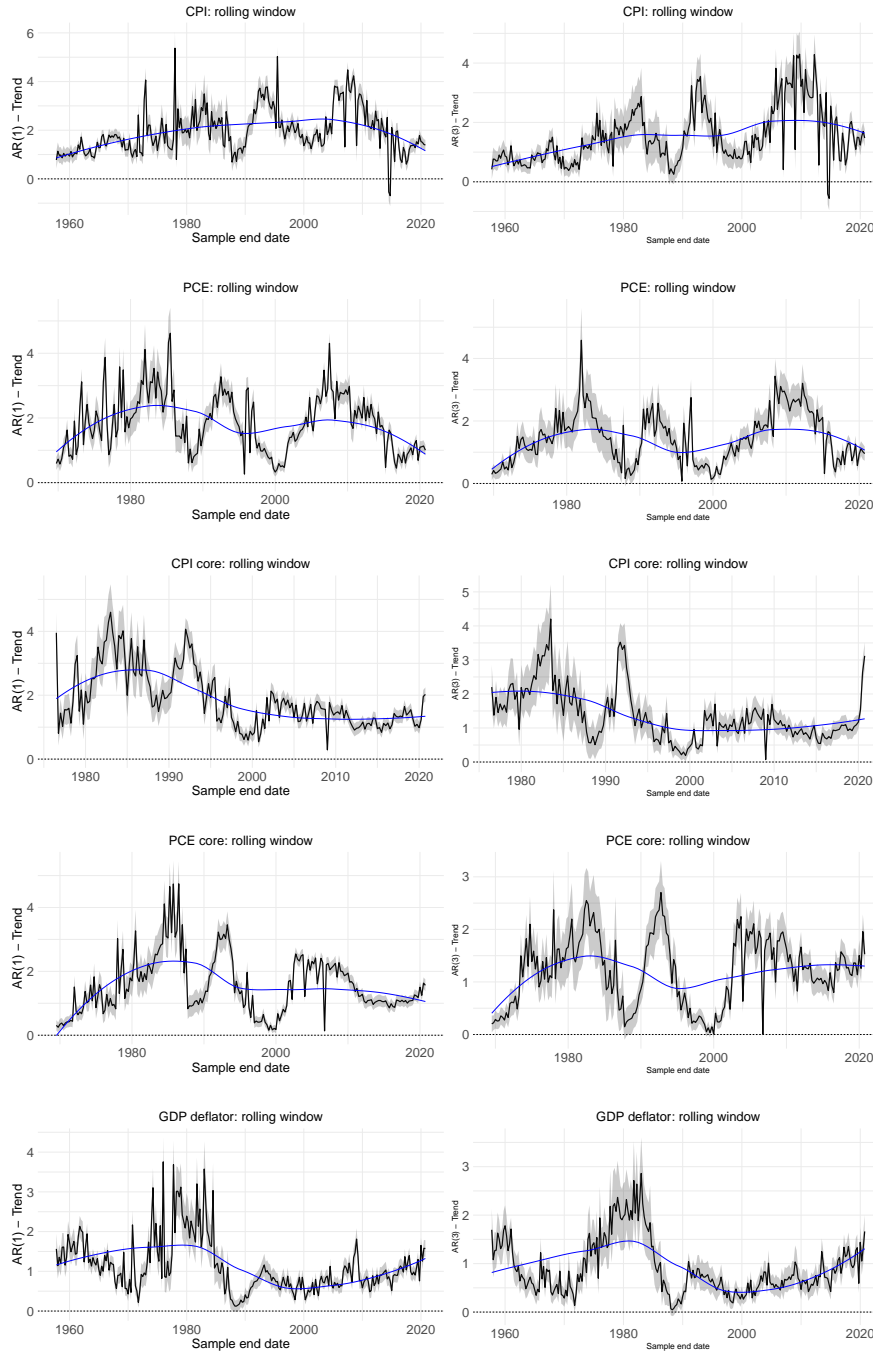 CPI: rolling window
AR(1) − Trend
6
4
2
0
1960
1980
2000
2020
Sample end date
CPI: rolling window
AR(3) − Trend
4
2
0
1960
1980
2000
2020
Sample end date
PCE: rolling window
AR(1) − Trend
4
2
0
1980
2000
2020
Sample end date
PCE: rolling window
AR(3) − Trend
4
2
0
1980
2000
2020
Sample end date
CPI core: rolling window
AR(1) − Trend
4
2
0
1980
1990
2000
2010
2020
Sample end date
CPI core: rolling window
AR(3) − Trend
5
4
3
2
1
0
1980
1990
2000
2010
2020
Sample end date
PCE core: rolling window
AR(1) − Trend
4
2
0
1980
2000
2020
Sample end date
PCE core: rolling window
AR(3) − Trend
3
2
1
0
1980
2000
2020
Sample end date
GDP deflator: rolling window
AR(1) − Trend
4
3
2
1
0
1960
1980
2000
2020
Sample end date
GDP deflator: rolling window
AR(3) − Trend
3
2
1
0
1960
1980
2000
2020
Sample end date